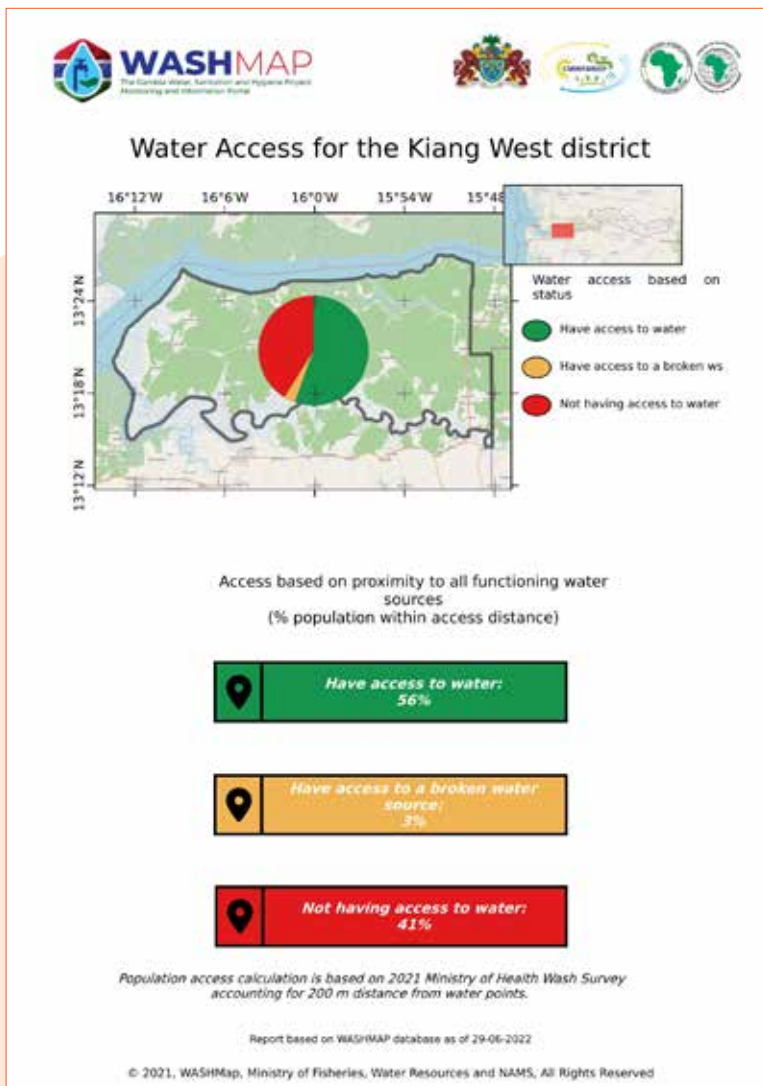 WASHMAP
The Gambia Water, Sanitation and Hygiene Project
Monitoring and Information Portal
Water Access for the Kiang West district
16°12'W 16°6'W 16°0'W 15°54'W 15°48'
13°24'N
13°18'N
13°12'N
Water access based on
status
Have access to water
Have access to a broken ws
Not having access to water
Access based on proximity to all functioning water
sources
(% population within access distance)
Have access to water:
56%
Have access to a broken water
source:
3%
Not having access to water:
41%
Population access calculation is based on 2021 Ministry of Health Wash Survey
accounting for 200 m distance from water points.
Report based on WASHMAP database as of 29-06-2022
© 2021, WASHMap, Ministry of Fisheries, Water Resources and NAMS, All Rights Reserved